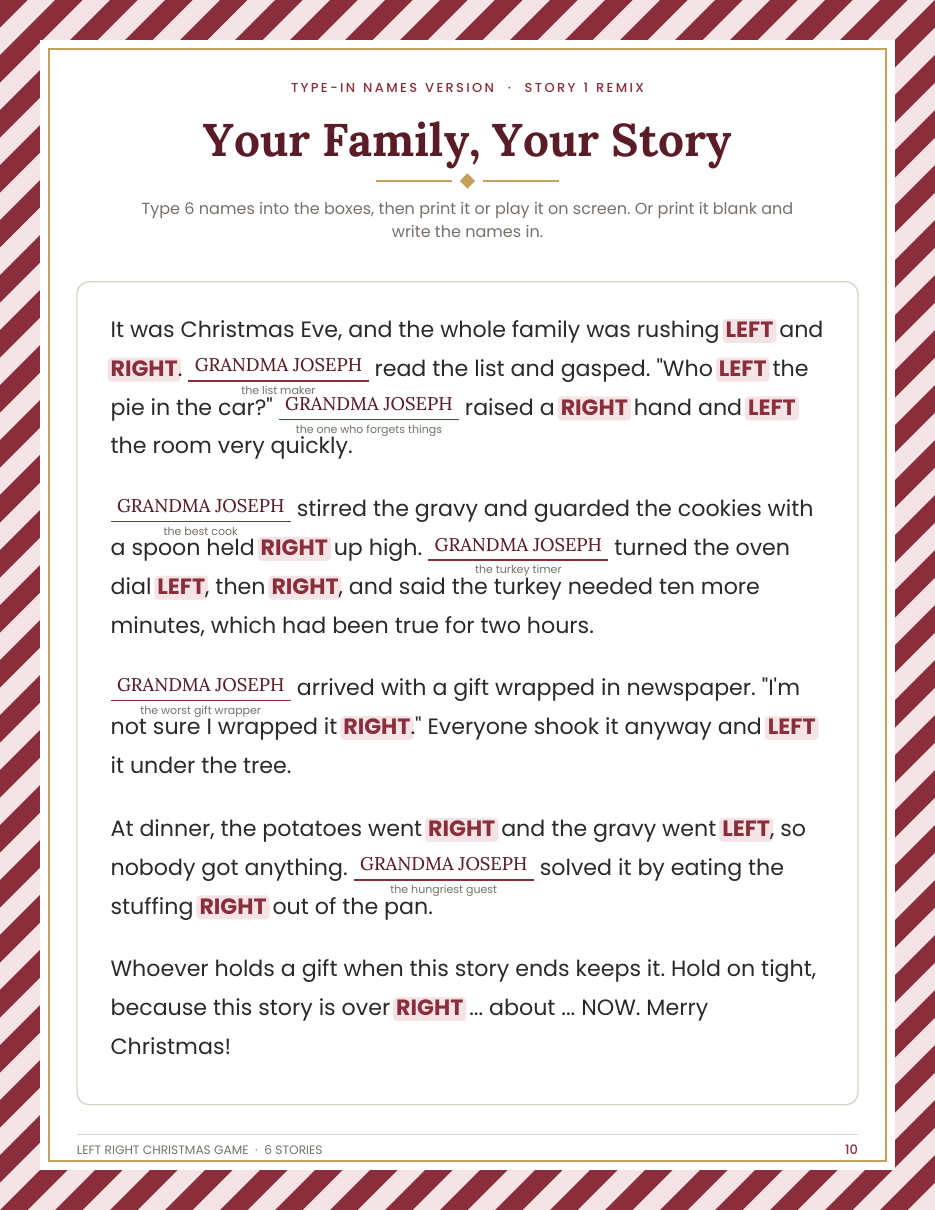 TYPE-IN NAMES VERSION · STORY 1 REMIX
Your Family, Your Story
Type 6 names into the boxes, then print it or play it on screen. Or print it blank and
write the names in.
It was Christmas Eve, and the whole family was rushing LEFT and
RIGHT. GRANDMA JOSEPH read the list and gasped. "Who LEFT the
the list maker
pie in the car?" GRANDMA JOSEPH raised a RIGHT hand and LEFT
the one who forgets things
the room very quickly.
GRANDMA JOSEPH stirred the gravy and guarded the cookies with
the best cook
a spoon held RIGHT up high. GRANDMA JOSEPH turned the oven
the turkey timer
dial LEFT, then RIGHT, and said the turkey needed ten more
minutes, which had been true for two hours.
GRANDMA JOSEPH arrived with a gift wrapped in newspaper. "I'm
the worst gift wrapper
not sure I wrapped it RIGHT." Everyone shook it anyway and LEFT
it under the tree.
At dinner, the potatoes went RIGHT and the gravy went LEFT, so
nobody got anything. GRANDMA JOSEPH solved it by eating the
the hungriest guest
stuffing RIGHT out of the pan.
Whoever holds a gift when this story ends keeps it. Hold on tight,
because this story is over RIGHT ... about ... NOW. Merry
Christmas!
LEFT RIGHT CHRISTMAS GAME · 6 STORIES
10